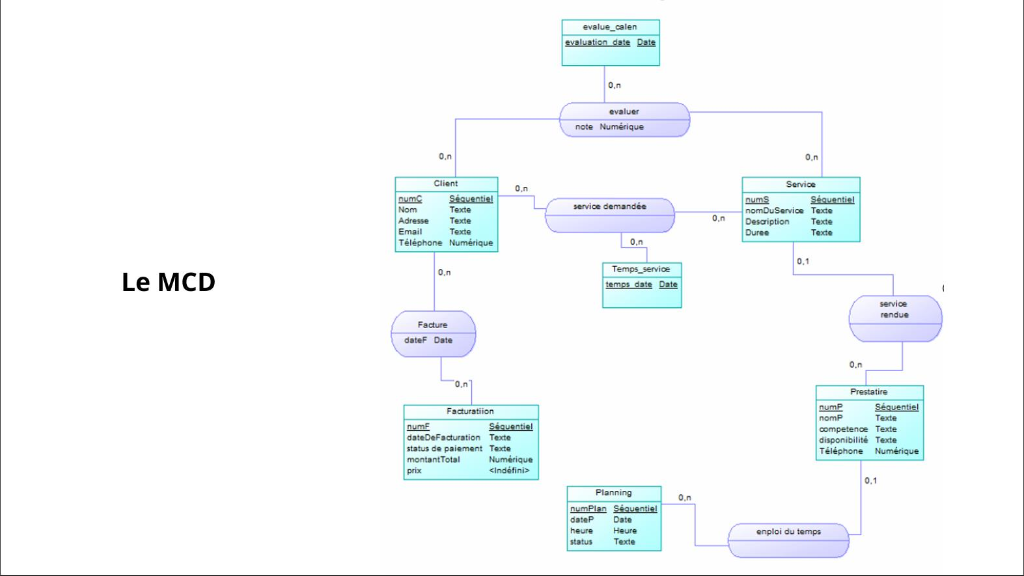 evalue_calen
evaluation_date Date
0,n
evaluer
note Numérique
0,n
0,n
Client
numC Séquentiel
Nom Texte
Adresse Texte
Email Texte
Téléphone Numérique
0,n
service demandée
0,n
Service
numS Séquentiel
nomDuService Texte
Description Texte
Duree Texte
0,n
Temps_service
temps_date Date
0,n
0,1
Le MCD
service
rendue
Facture
dateF Date
0,n
0,n
Prestatire
numP Séquentiel
nomP Texte
competence Texte
disponibilité Texte
Téléphone Numérique
Facturatiion
numF Séquentiel
dateDeFacturation Texte
status de paiement Texte
montantTotal Numérique
prix <Indéfini>
0,1
Planning
numPlan Séquentiel
dateP Date
heure Heure
status Texte
0,n
enploi du temps